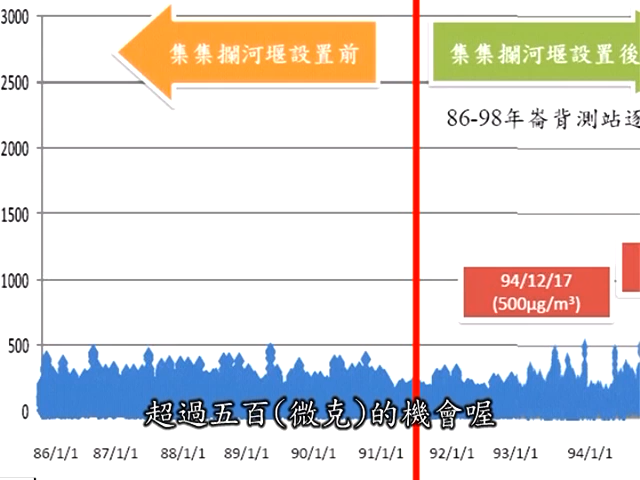 3000
集集攔河堰設置前
集集攔河堰設置後
2500
86-98年崙背測站逐
2000
1500
1000
94/12/17
(500μg/m³)
500
0
超過五百(微克)的機會喔
86/1/1 87/1/1 88/1/1 89/1/1 90/1/1 91/1/1 92/1/1 93/1/1 94/1/1